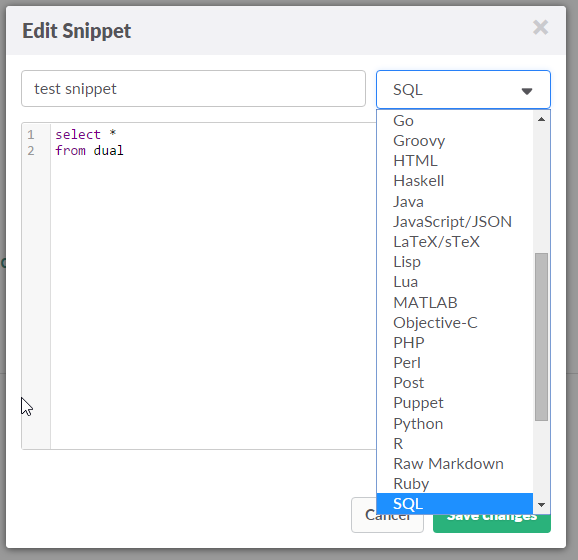 Edit Snippet
test snippet
SQL
1 select *
2 from dual
Go
Groovy
HTML
Haskell
Java
JavaScript/JSON
LaTeX/sTeX
Lisp
Lua
MATLAB
Objective-C
PHP
Perl
Post
Puppet
Python
R
Raw Markdown
Ruby
SQL
Cancel
Save changes